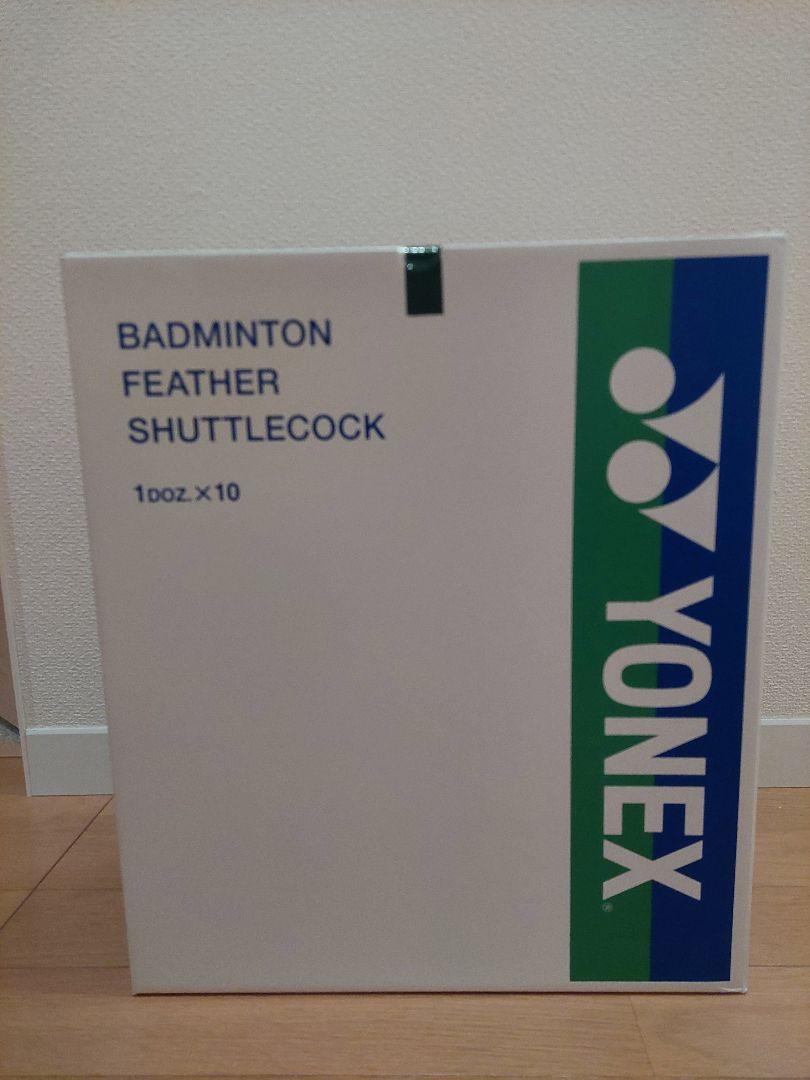 BADMINTON
FEATHER
SHUTTLECOCK
1DOZ.×10
YONEX®